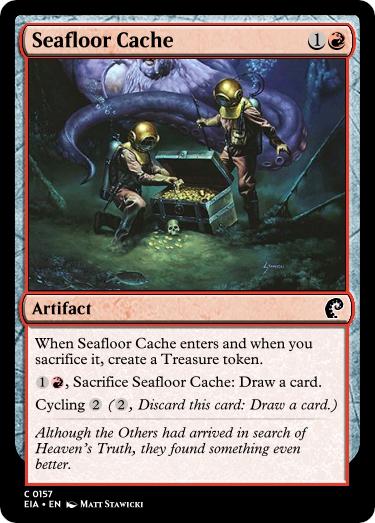 Seafloor Cache 1
Artifact
When Seafloor Cache enters and when you
sacrifice it, create a Treasure token.
1, Sacrifice Seafloor Cache: Draw a card.
Cycling 2 (2, Discard this card: Draw a card.)
Although the Others had arrived in search of
Heaven's Truth, they found something even
better.
C 0157
EIA • EN Matt Stawicki